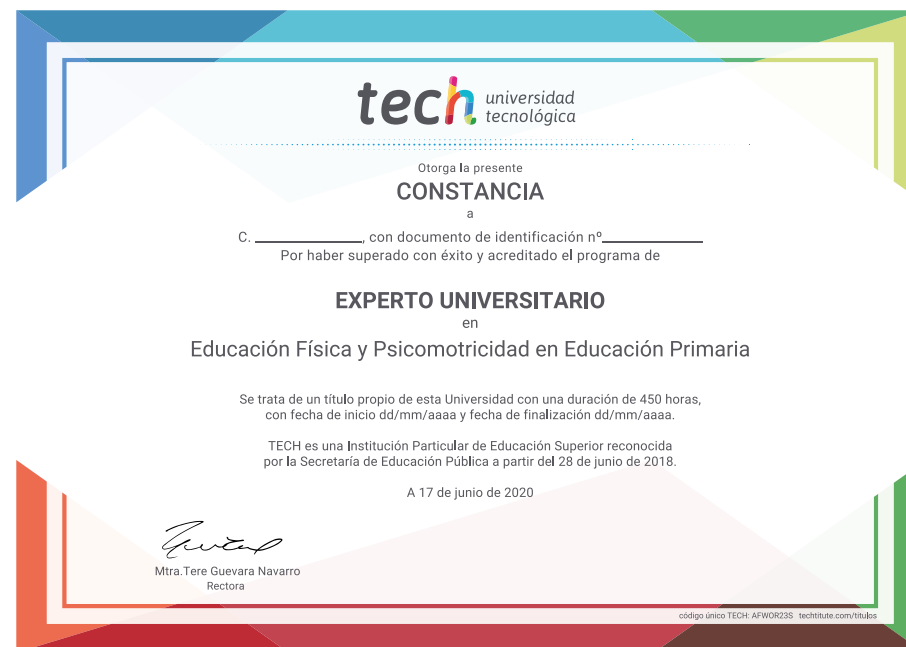 tech universidad
tecnológica
Otorga la presente
CONSTANCIA
a
C. ____________, con documento de identificación nº____________
Por haber superado con éxito y acreditado el programa de
EXPERTO UNIVERSITARIO
en
Educación Física y Psicomotricidad en Educación Primaria
Se trata de un título propio de esta Universidad con una duración de 450 horas,
con fecha de inicio dd/mm/aaaa y fecha de finalización dd/mm/aaaa.
TECH es una Institución Particular de Educación Superior reconocida
por la Secretaría de Educación Pública a partir del 28 de junio de 2018.
A 17 de junio de 2020
Mtra.Tere Guevara Navarro
Rectora
código único TECH: AFWOR23S techtitute.com/titulos